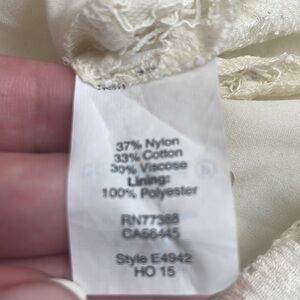 37% Nylon
33% Cotton
30% Viscose
Lining:
100% Polyester
RN77388
CA56445
Style E4942
HO 15